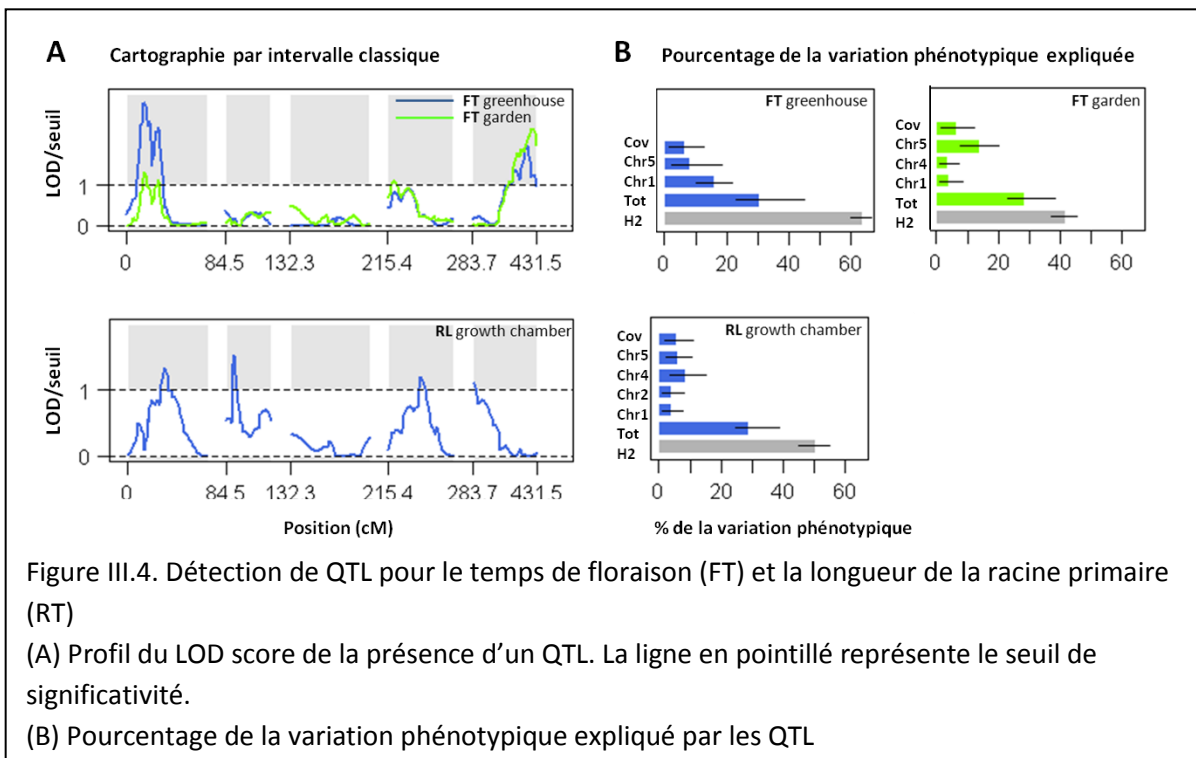 A Cartographie par intervalle classique
B Pourcentage de la variation phénotypique expliquée
LOD/seuil
FT greenhouse
FT garden
1
0
0 84.5 132.3 215.4 283.7 431.5
FT greenhouse
Cov
Chr5
Chr1
Tot
H2
0 20 40 60
FT garden
Cov
Chr5
Chr4
Chr1
Tot
H2
0 20 40 60
LOD/seuil
RL growth chamber
1
0
0 84.5 132.3 215.4 283.7 431.5
Position (cM)
RL growth chamber
Cov
Chr5
Chr4
Chr2
Chr1
Tot
H2
0 20 40 60
% de la variation phénotypique
Figure III.4. Détection de QTL pour le temps de floraison (FT) et la longueur de la racine primaire
(RT)
(A) Profil du LOD score de la présence d’un QTL. La ligne en pointillé représente le seuil de
significativité.
(B) Pourcentage de la variation phénotypique expliqué par les QTL